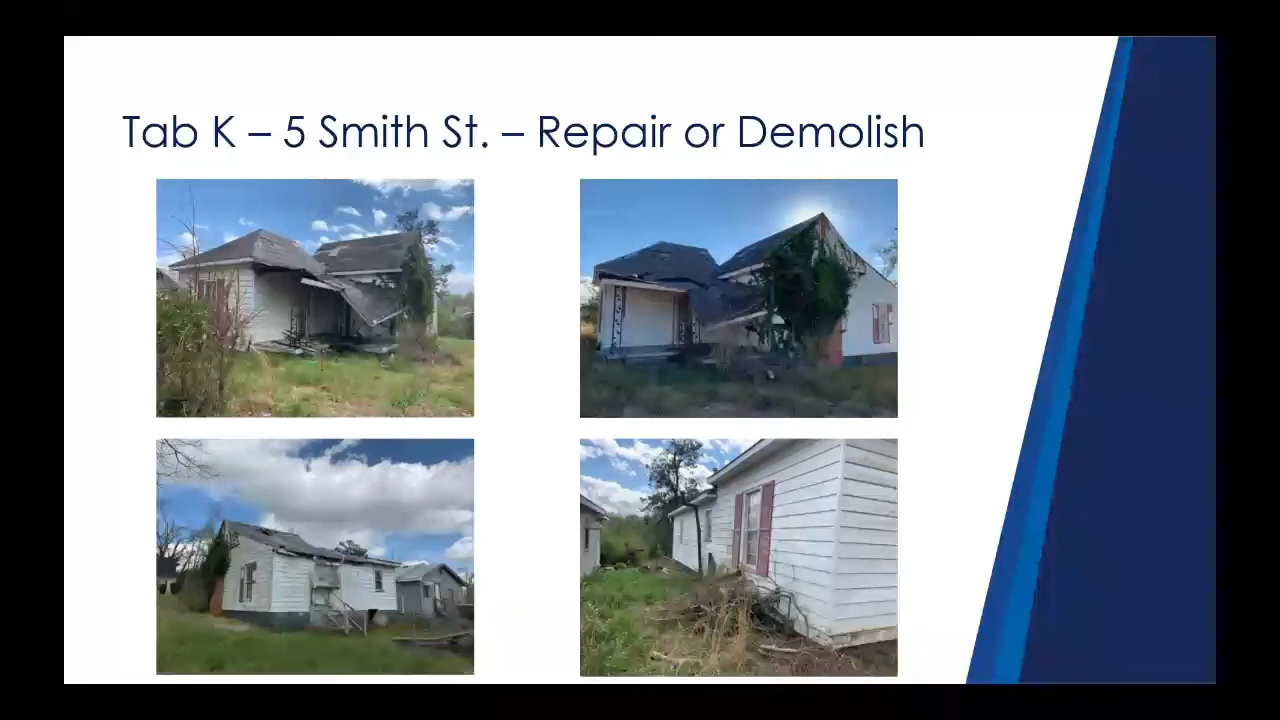 Tab K – 5 Smith St. – Repair or Demolish